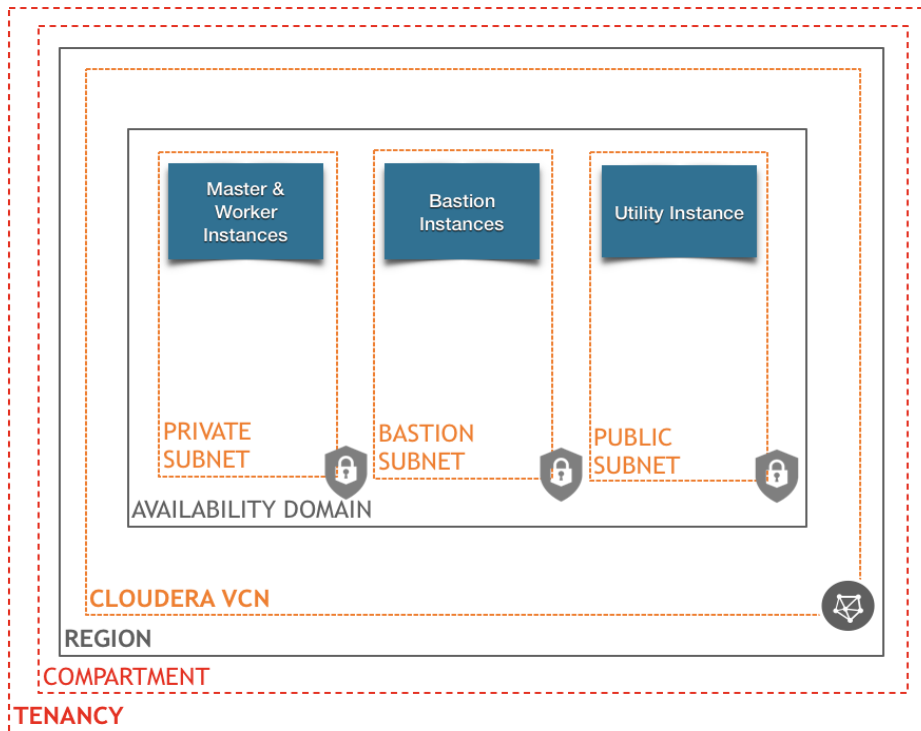 Master &
Worker
Instances
Bastion
Instances
Utility Instance
PRIVATE
SUBNET
BASTION
SUBNET
PUBLIC
SUBNET
AVAILABILITY DOMAIN
CLOUDERA VCN
REGION
COMPARTMENT
TENANCY